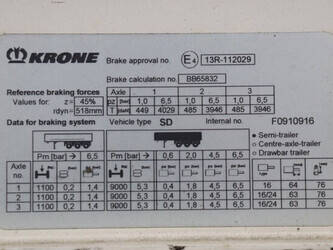 KRONE
Brake approval no. E4 13R-112029
Brake calculation no. BB65832
Reference braking forces Axle 1 2 3
Values for: z= 45% pz [bar] 1,0 6,5 1,0 6,5 1,0 6,5
rdyn= 518mm T 449 4029 485 3946 485 3946
Data for braking system Vehicle type SD Internal no. F0910916
Semi-trailer
Centre-axle-trailer
Drawbar trailer
Pm [bar] → 6,5 Pm [bar] → 0,6 2,0 4,5 6,5
Axle
1 1100 0,2 1,4 9000 5,3 0,4 1,8 4,5 6,5 16 64 76
2 1100 0,2 1,4 9000 5,3 0,4 1,8 4,5 6,5 16/24 63 76
3 1100 0,2 1,4 9000 5,3 0,4 1,8 4,5 6,5 16/24 63 76